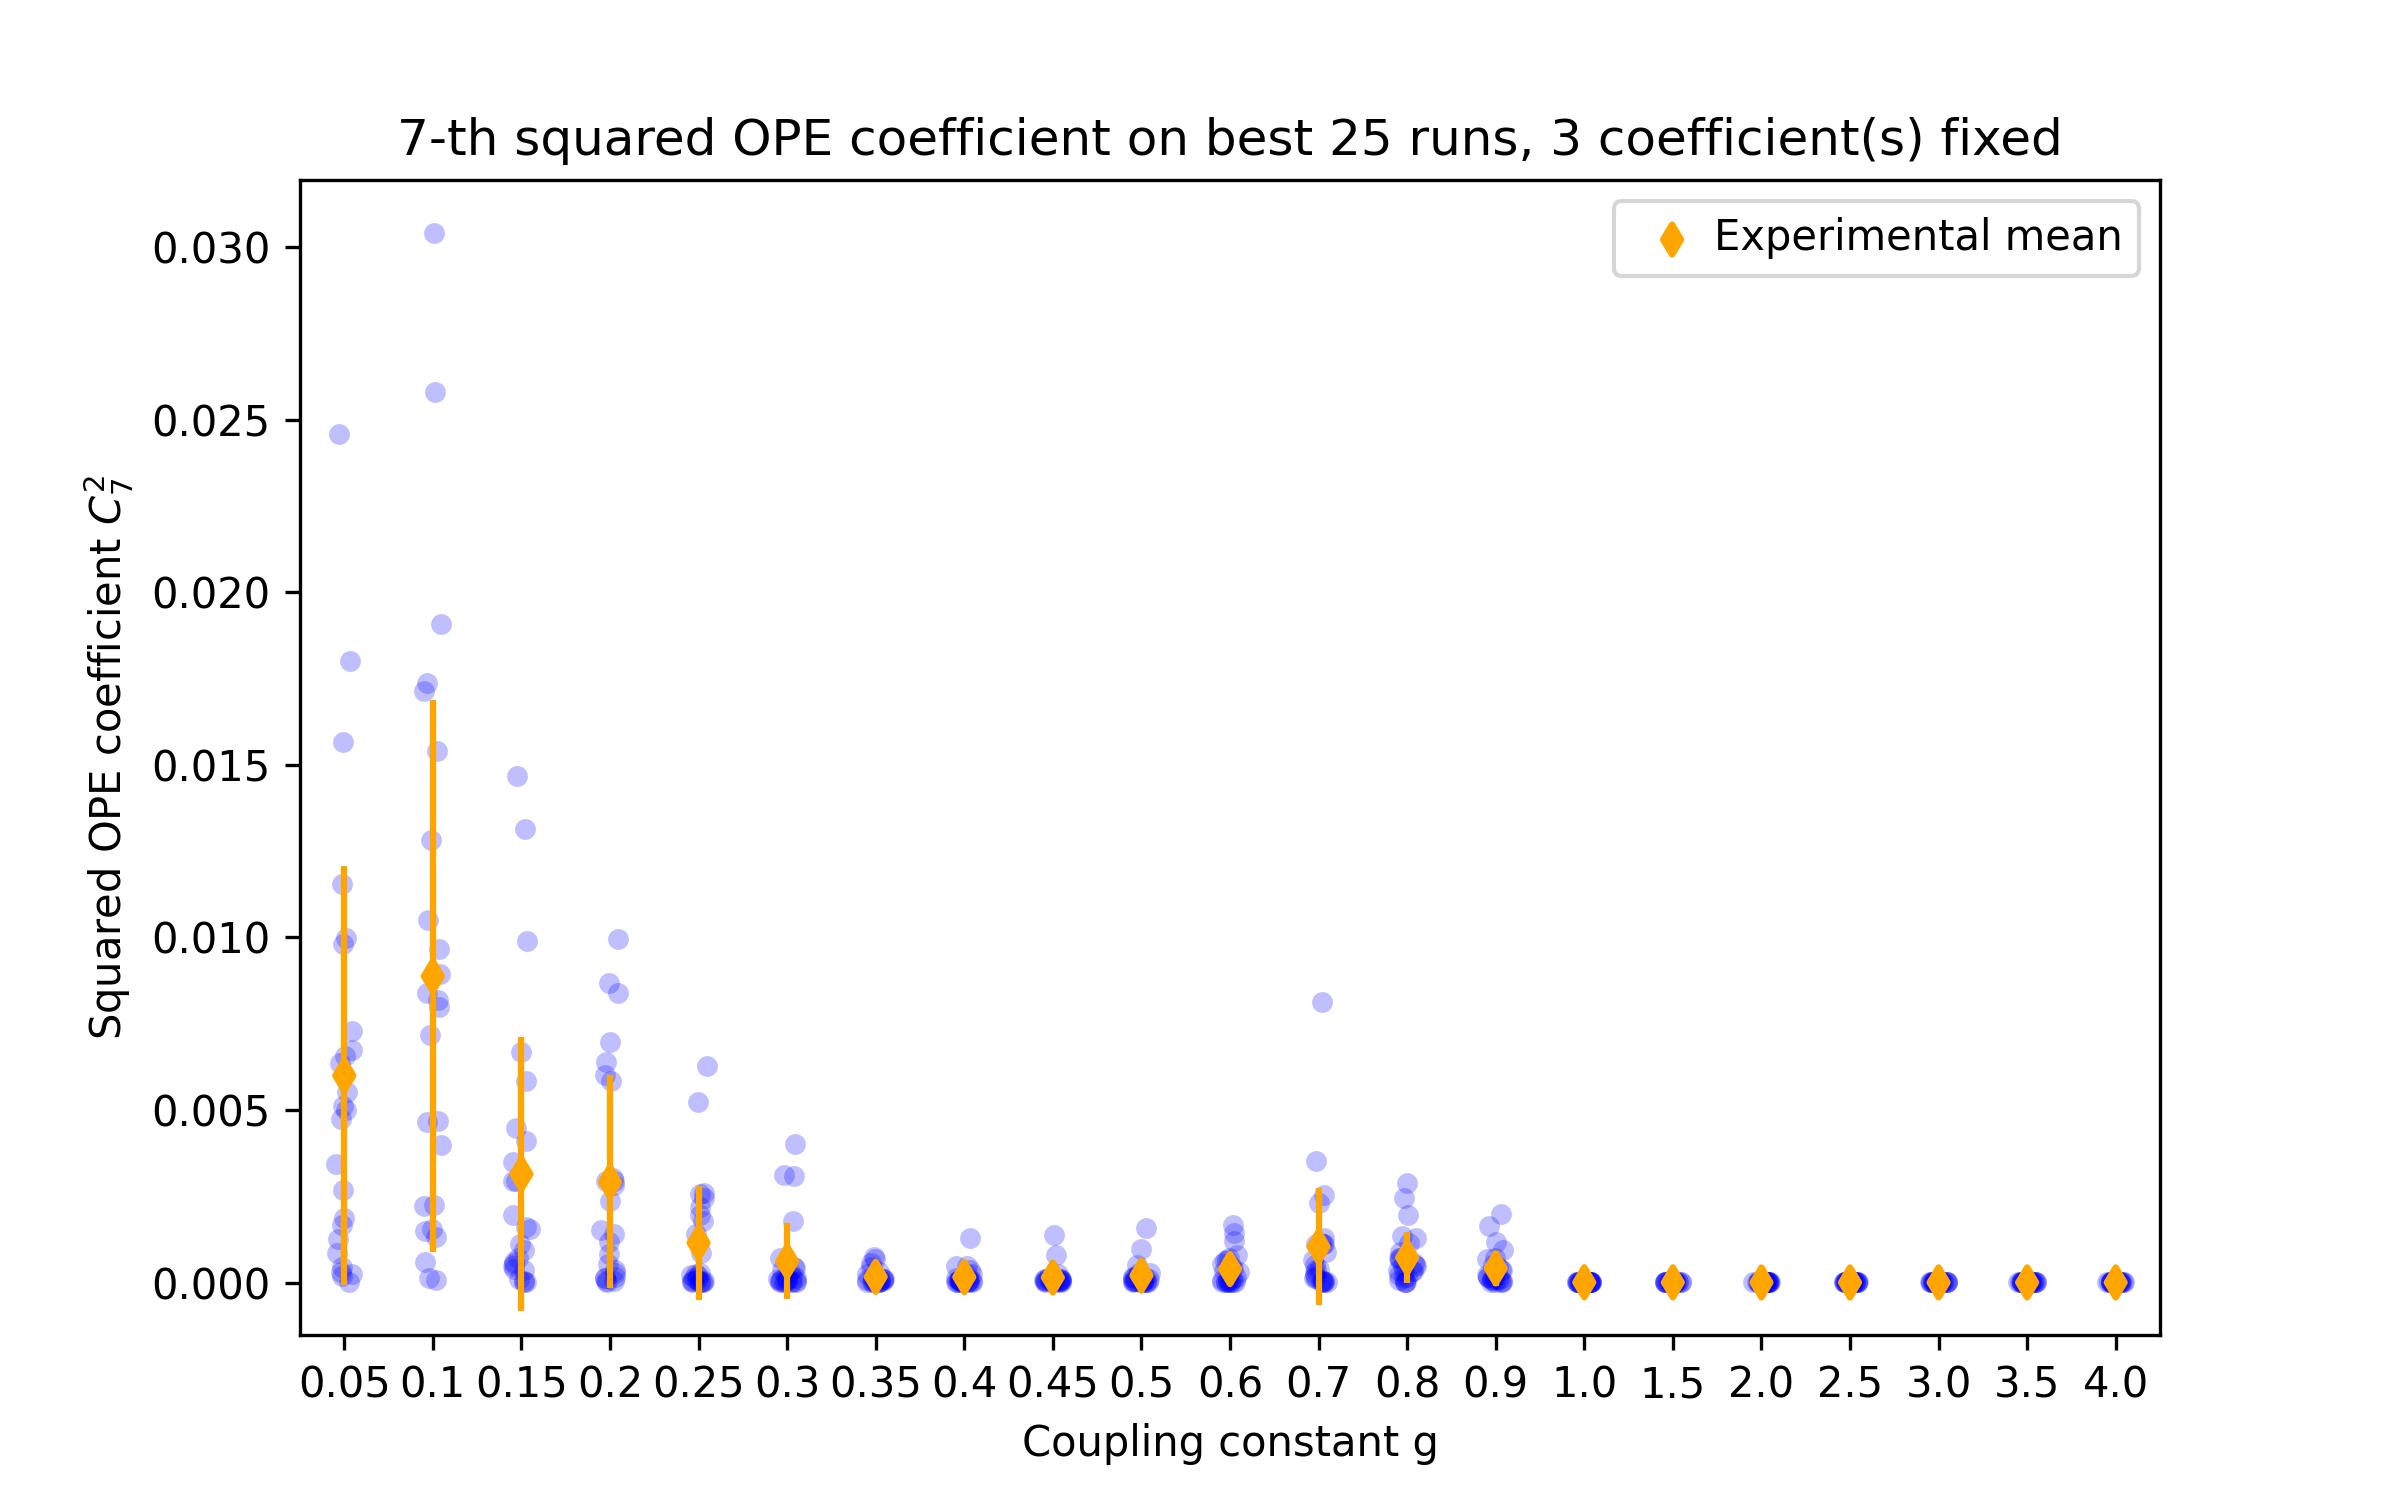 7-th squared OPE coefficient on best 25 runs, 3 coefficient(s) fixed
Experimental mean
0.030
0.025
0.020
0.015
0.010
0.005
0.000
Squared OPE coefficient $C_7^2$
0.05 0.1 0.15 0.2 0.25 0.3 0.35 0.4 0.45 0.5 0.6 0.7 0.8 0.9 1.0 1.5 2.0 2.5 3.0 3.5 4.0
Coupling constant g